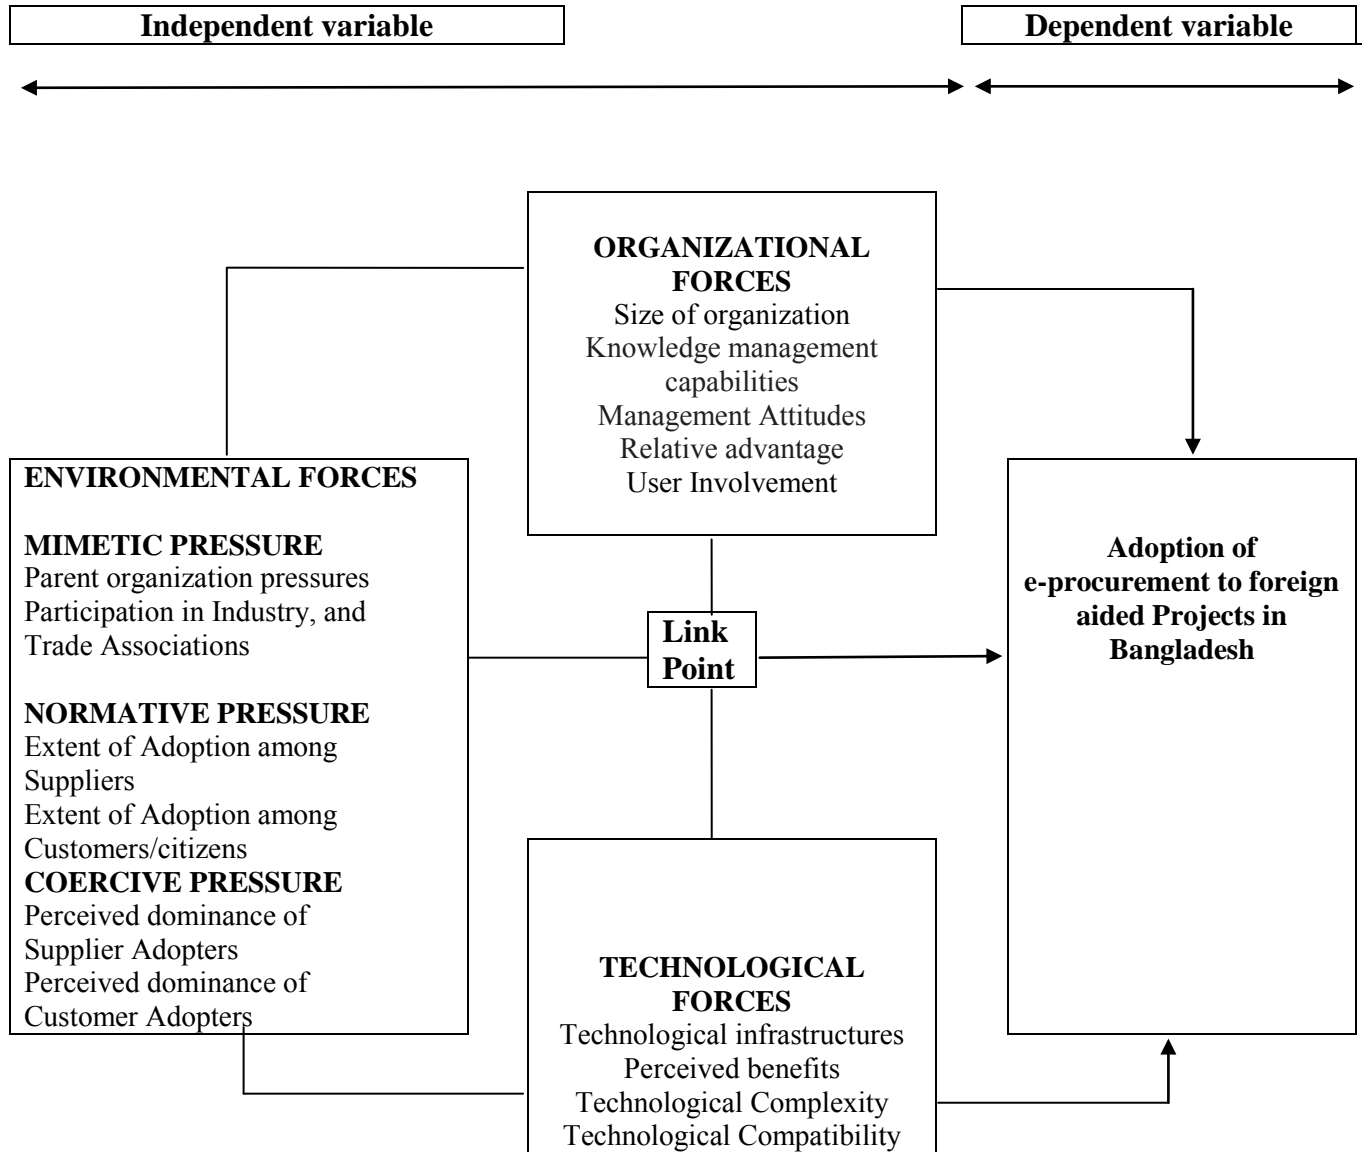 Independent variable
Dependent variable
ORGANIZATIONAL
FORCES
Size of organization
Knowledge management
capabilities
Management Attitudes
Relative advantage
User Involvement
ENVIRONMENTAL FORCES
MIMETIC PRESSURE
Parent organization pressures
Participation in Industry, and
Trade Associations
NORMATIVE PRESSURE
Extent of Adoption among
Suppliers
Extent of Adoption among
Customers/citizens
COERCIVE PRESSURE
Perceived dominance of
Supplier Adopters
Perceived dominance of
Customer Adopters
Link
Point
Adoption of
e-procurement to foreign
aided Projects in
Bangladesh
TECHNOLOGICAL
FORCES
Technological infrastructures
Perceived benefits
Technological Complexity
Technological Compatibility